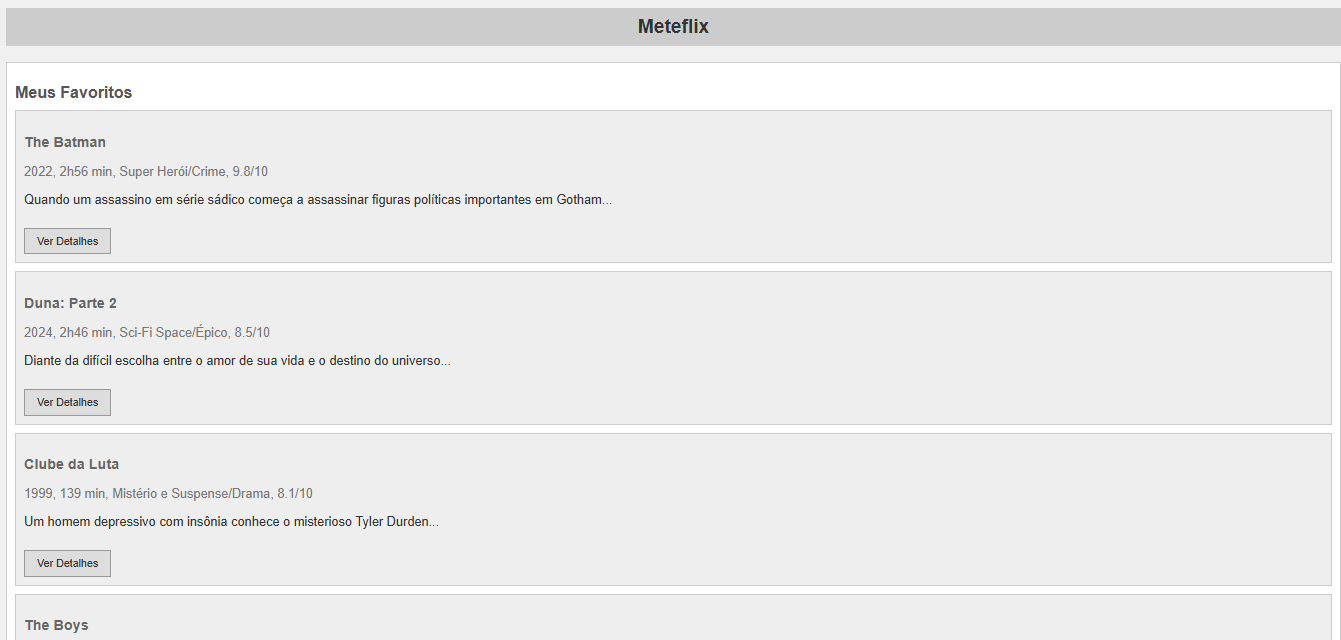 Meteflix
Meus Favoritos
The Batman
2022, 2h56 min, Super Herói/Crime, 9.8/10
Quando um assassino em série sádico começa a assassinar figuras políticas importantes em Gotham...
Ver Detalhes
Duna: Parte 2
2024, 2h46 min, Sci-Fi Space/Épico, 8.5/10
Diante da difícil escolha entre o amor de sua vida e o destino do universo...
Ver Detalhes
Clube da Luta
1999, 139 min, Mistério e Suspense/Drama, 8.1/10
Um homem depressivo com insônia conhece o misterioso Tyler Durden...
Ver Detalhes
The Boys